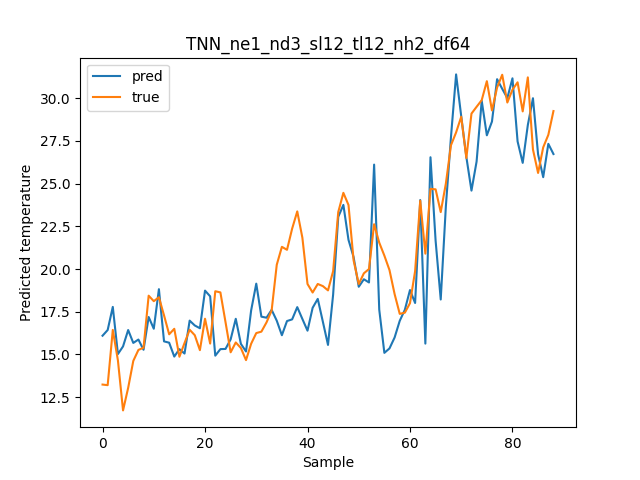 TNN_ne1_nd3_sl12_tl12_nh2_df64
pred
true
30.0
27.5
25.0
22.5
20.0
17.5
15.0
12.5
Predicted temperature
0 20 40 60 80
Sample